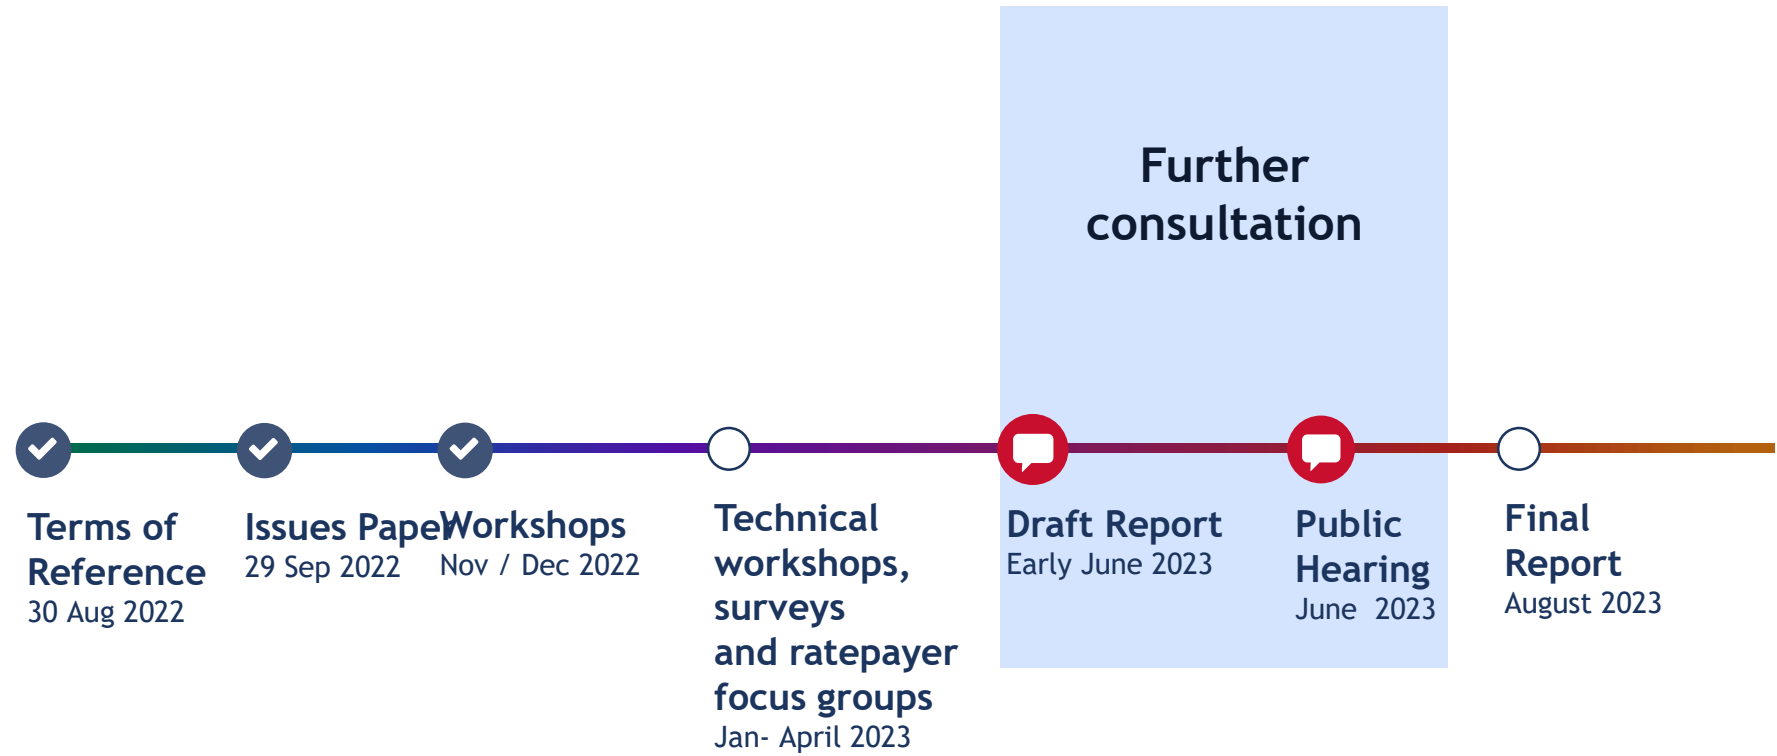 Further
consultation
Terms of
Reference
30 Aug 2022
Issues Paper
29 Sep 2022
Workshops
Nov / Dec 2022
Technical
workshops,
surveys
and ratepayer
focus groups
Jan- April 2023
Draft Report
Early June 2023
Public
Hearing
June  2023
Final
Report
August 2023